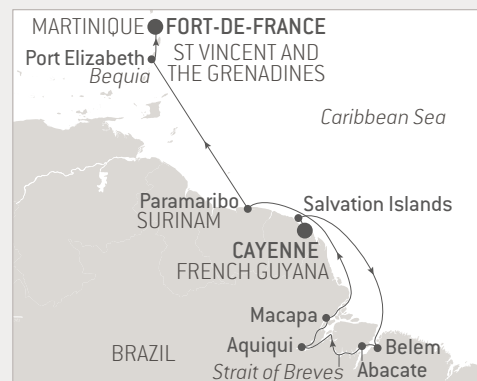 MARTINIQUE FORT-DE-FRANCE
Port Elizabeth
Bequia
ST VINCENT AND
THE GRENADINES
Caribbean Sea
Paramaribo
SURINAM
Salvation Islands
CAYENNE
FRENCH GUYANA
Macapa
BRAZIL
Aquiqui
Strait of Breves
Belem
Abacate